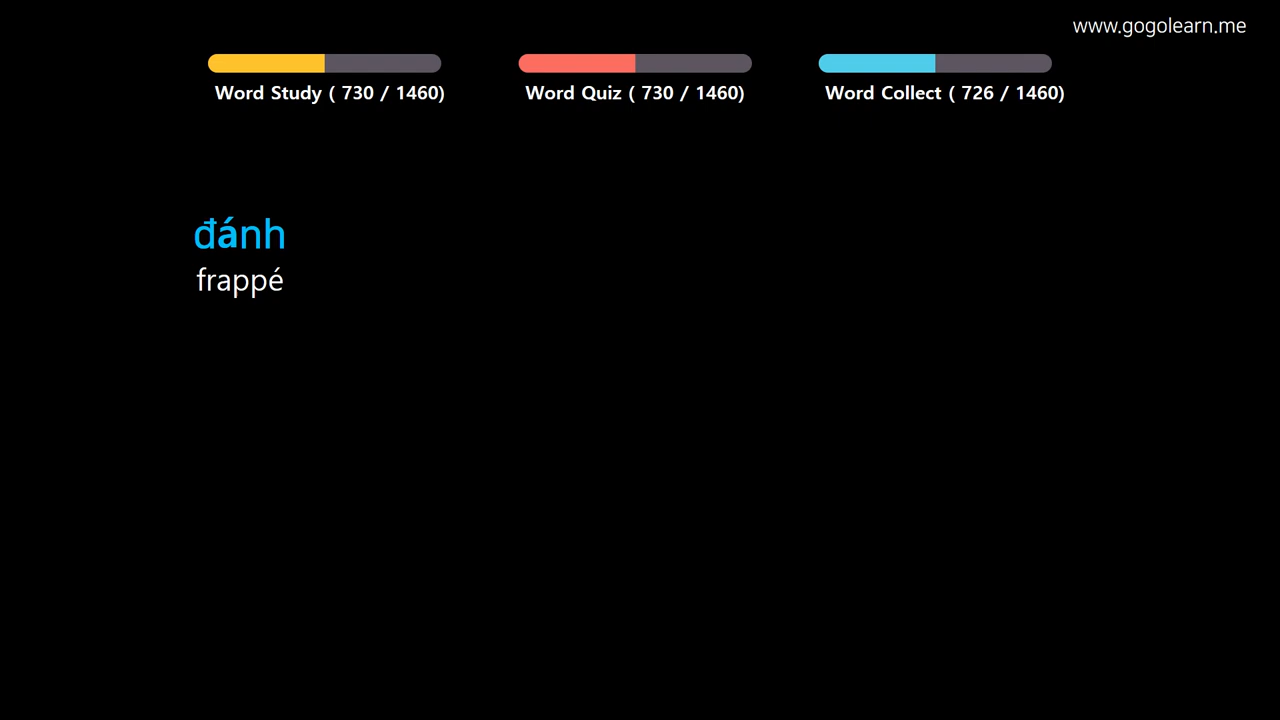 www.gogolearn.me
Word Study ( 730 / 1460)
Word Quiz ( 730 / 1460)
Word Collect ( 726 / 1460)
đánh
frappé